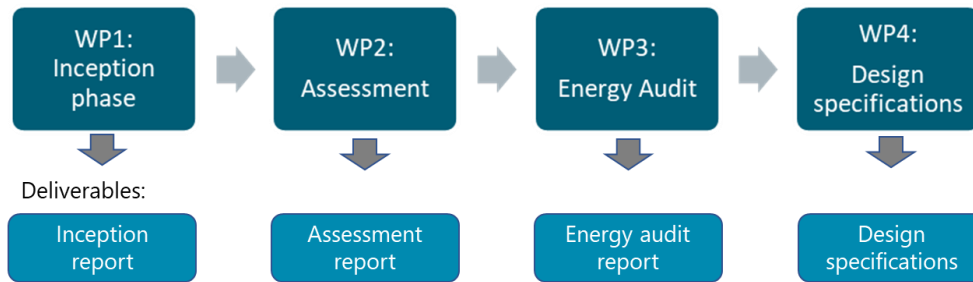 WP1:
Inception
phase
WP2:
Assessment
WP3:
Energy Audit
WP4:
Design
specifications
Deliverables:
Inception
report
Assessment
report
Energy audit
report
Design
specifications